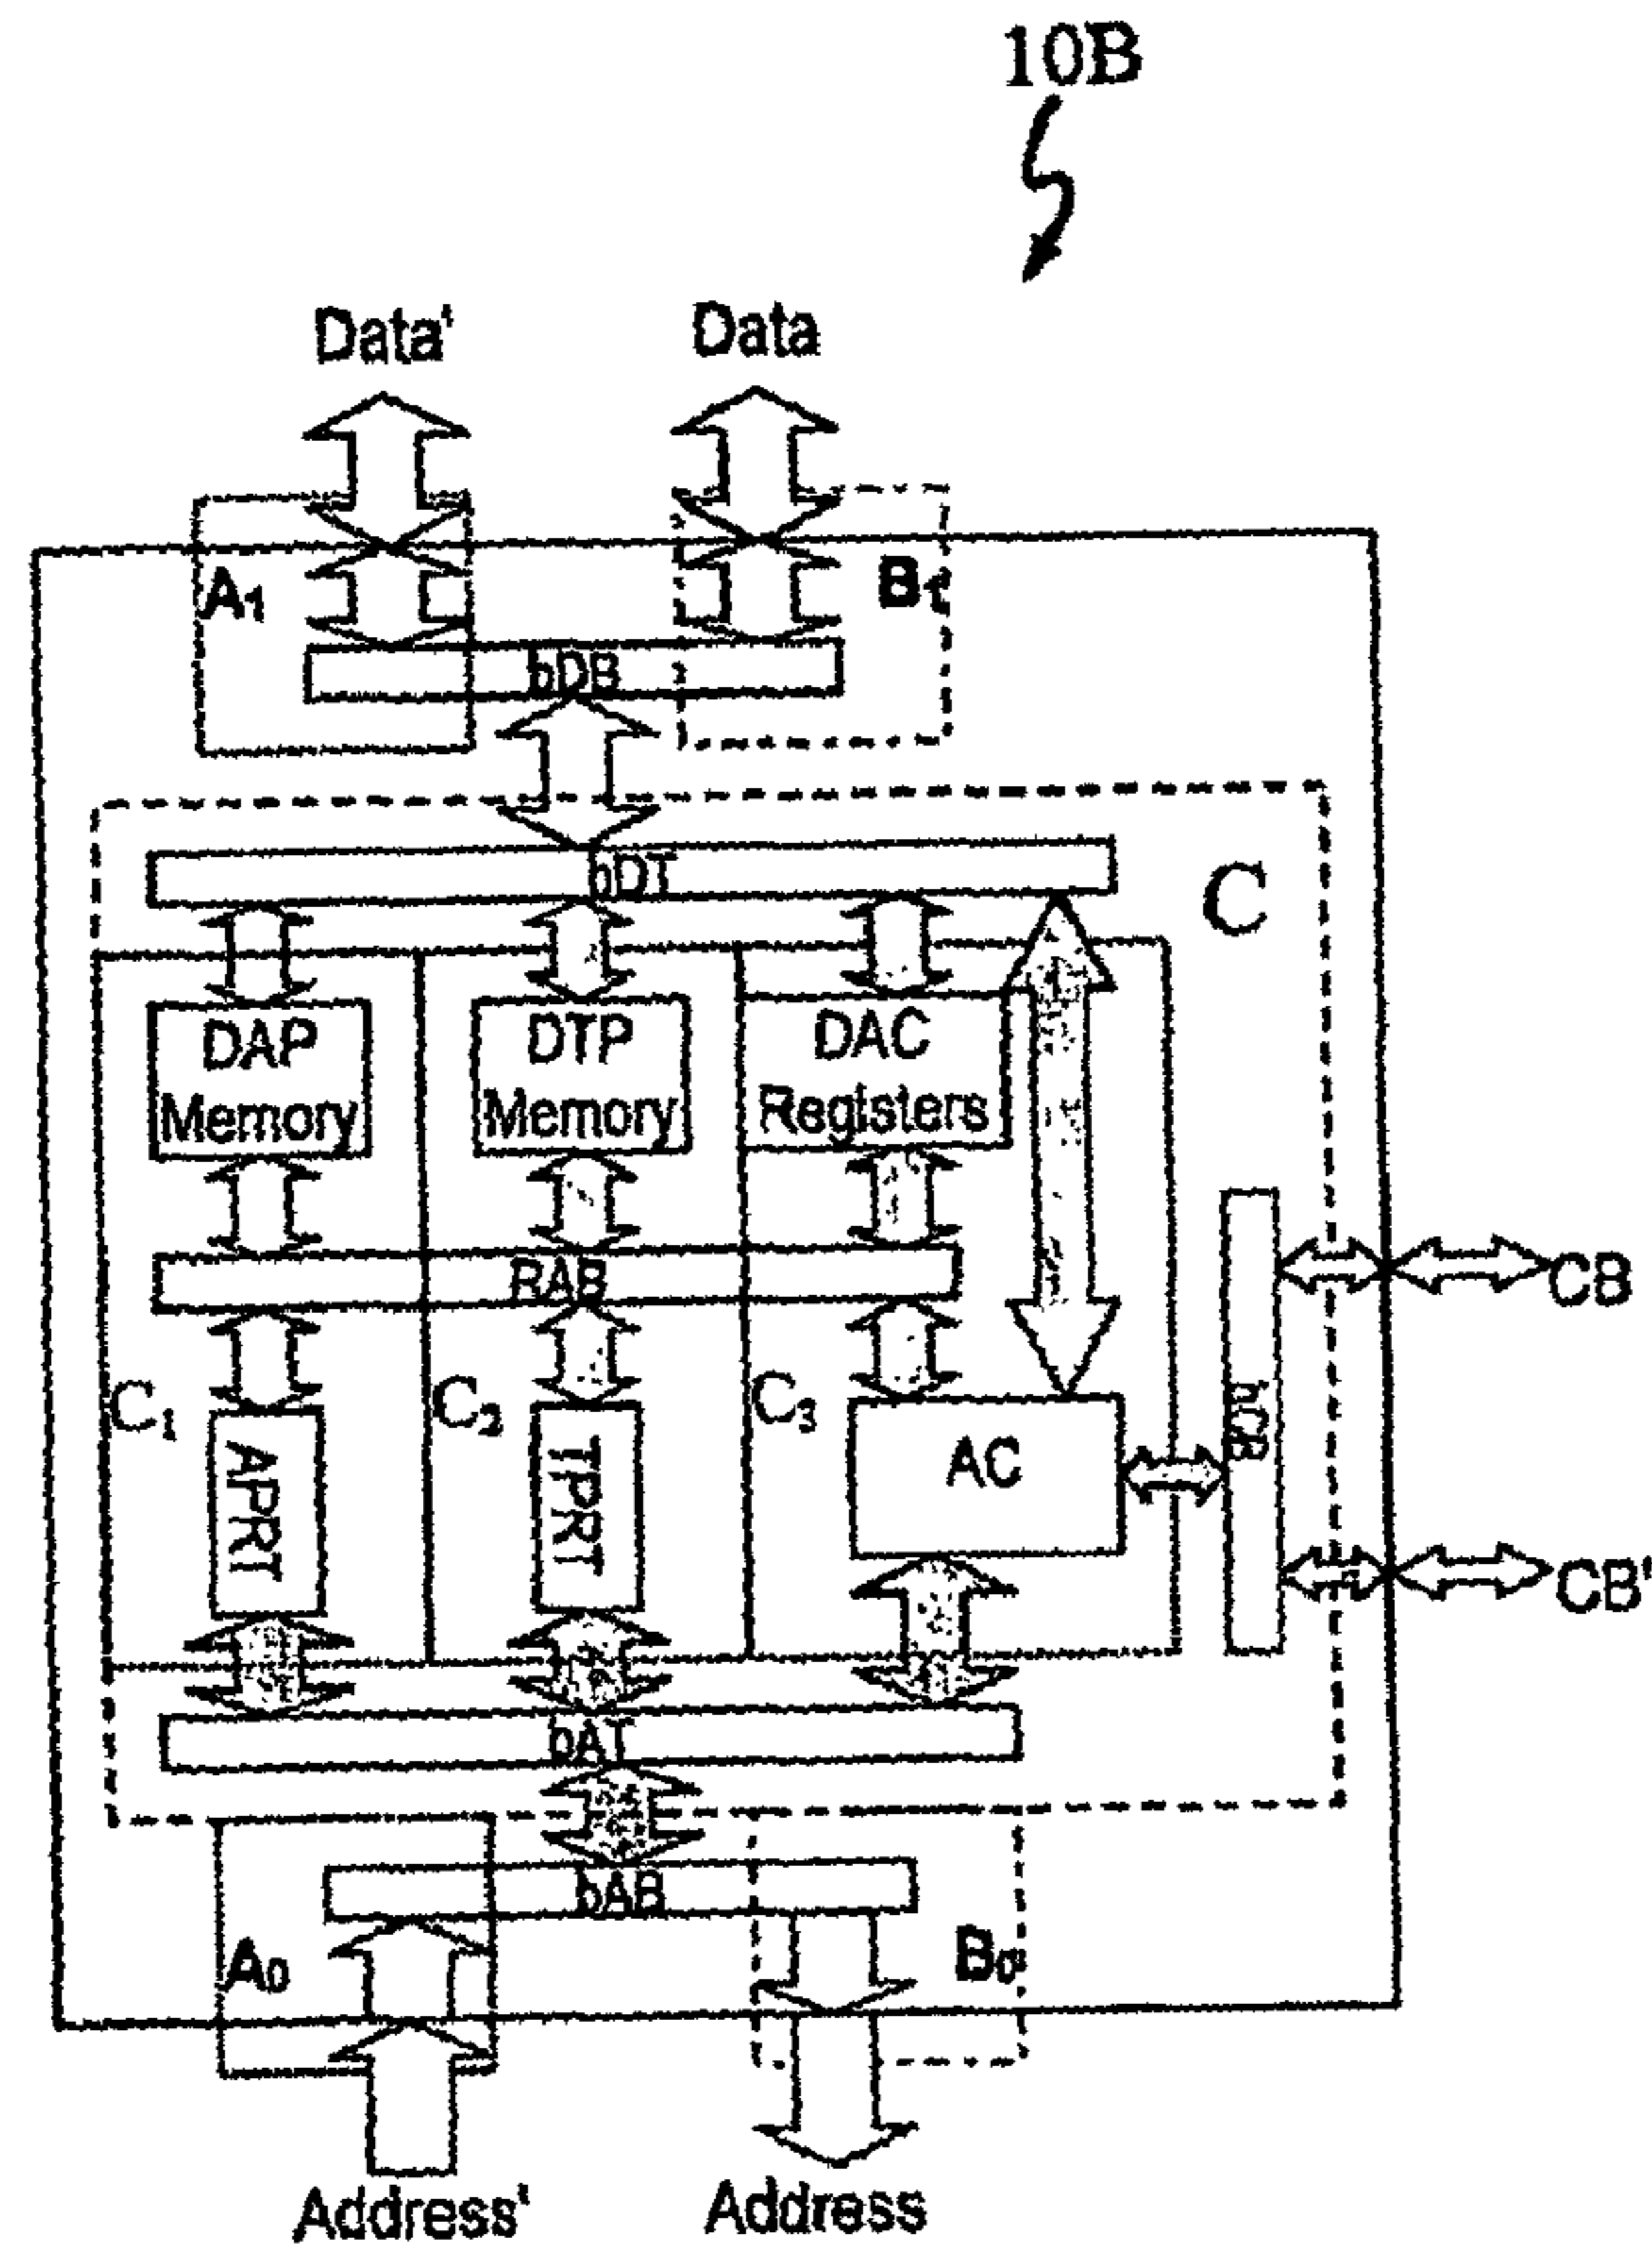 10B
Data' Data
A1 B1
bDB
bDT
C
DAP DTP DAC
Memory Memory Registers
RAB
CB
C1 C2 C3
bCB
APRT TPRT AC
CB'
bAT
bAB
A0 B0
Address' Address